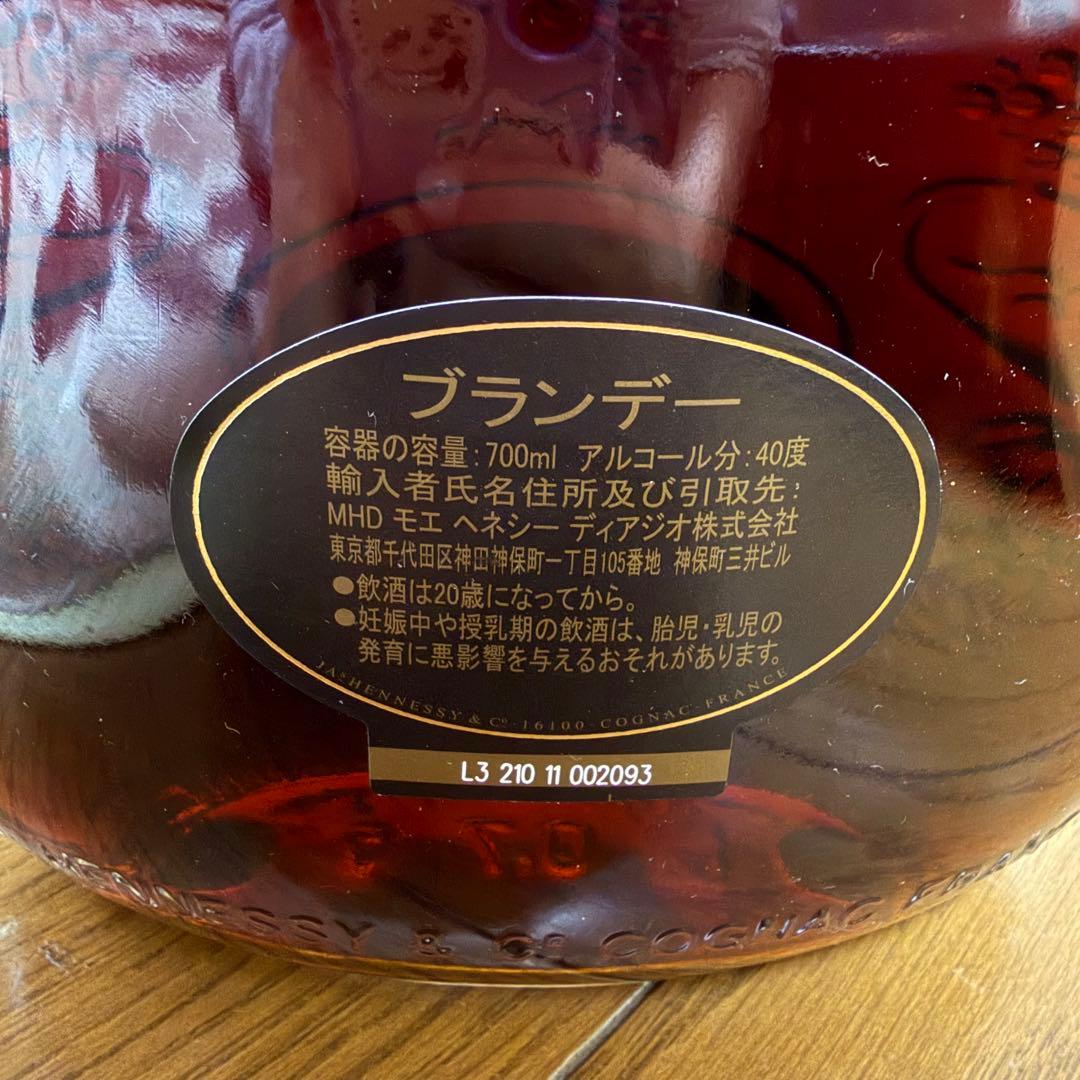 ブランデー
容器の容量:700ml アルコール分:40度
輸入者氏名住所及び引取先:
MHD モエ ヘネシー ディアジオ株式会社
東京都千代田区神田神保町一丁目105番地 神保町三井ビル
●飲酒は20歳になってから。
●妊娠中や授乳期の飲酒は、胎児・乳児の
発育に悪影響を与えるおそれがあります。
JAS HENNESSY & Co - 16100 - COGNAC - FRANCE
L3 210 11 002093
0.7
HENNESSY & Co COGNAC FRAN